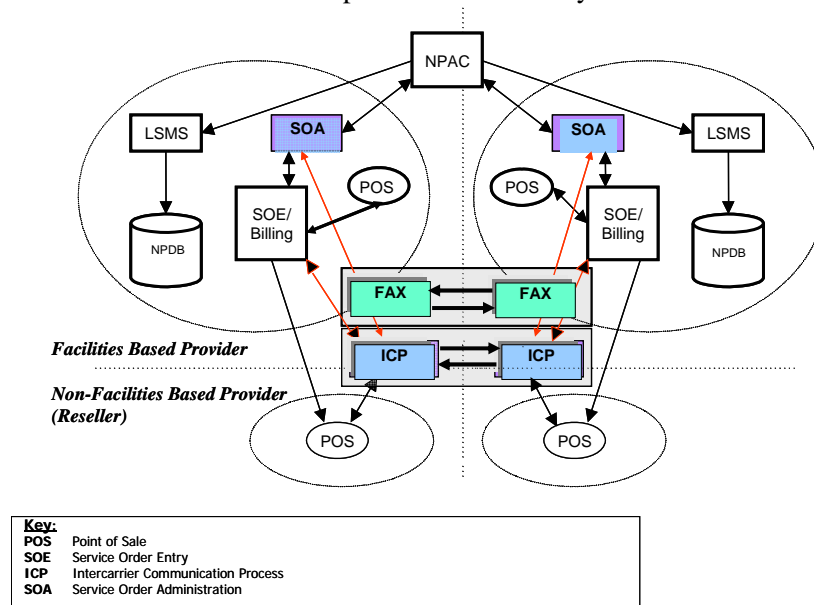 NPAC
LSMS
SOA
SOA
LSMS
POS
POS
SOE/
Billing
SOE/
Billing
NPDB
NPDB
FAX
FAX
Facilities Based Provider
ICP
ICP
Non-Facilities Based Provider
(Reseller)
POS
POS
Key:
POS Point of Sale
SOE Service Order Entry
ICP Intercarrier Communication Process
SOA Service Order Administration